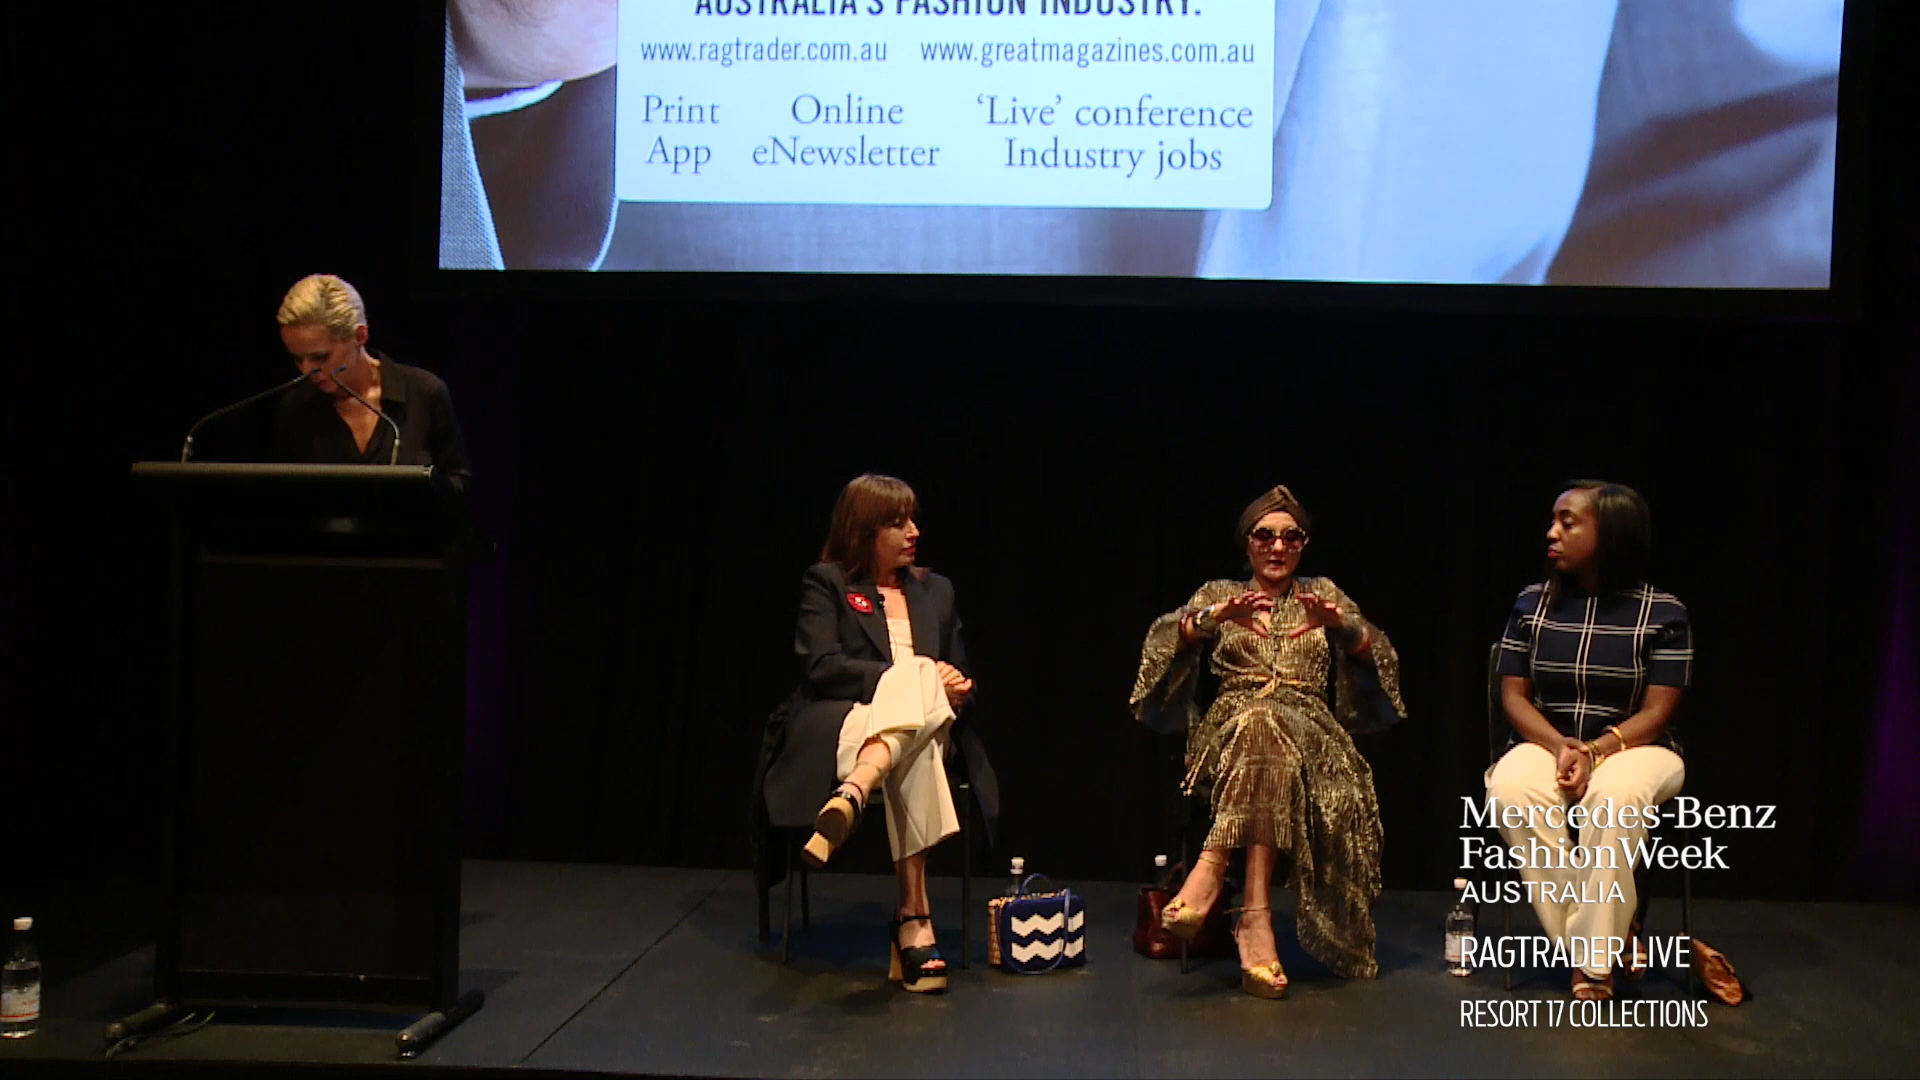 AUSTRALIA'S FASHION INDUSTRY.
www.ragtrader.com.au www.greatmagazines.com.au
Print Online ‘Live’ conference
App eNewsletter Industry jobs
Mercedes-Benz
FashionWeek
AUSTRALIA
RAGTRADER LIVE
RESORT 17 COLLECTIONS